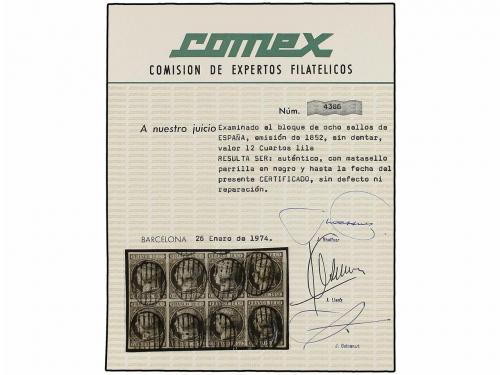 comex
COMISION DE EXPERTOS FILATELICOS
Núm. 4366
A nuestro juicio Examinado el bloque de ocho sellos de
ESPAÑA, emisión de 1852, sin dentar,
valor 12 Cuartos lila
RESULTA SER: auténtico, con matasello
parrilla en negro y hasta la fecha del
presente CERTIFICADO, sin defecto ni
reparación.
BARCELONA 26 Enero de 1974.